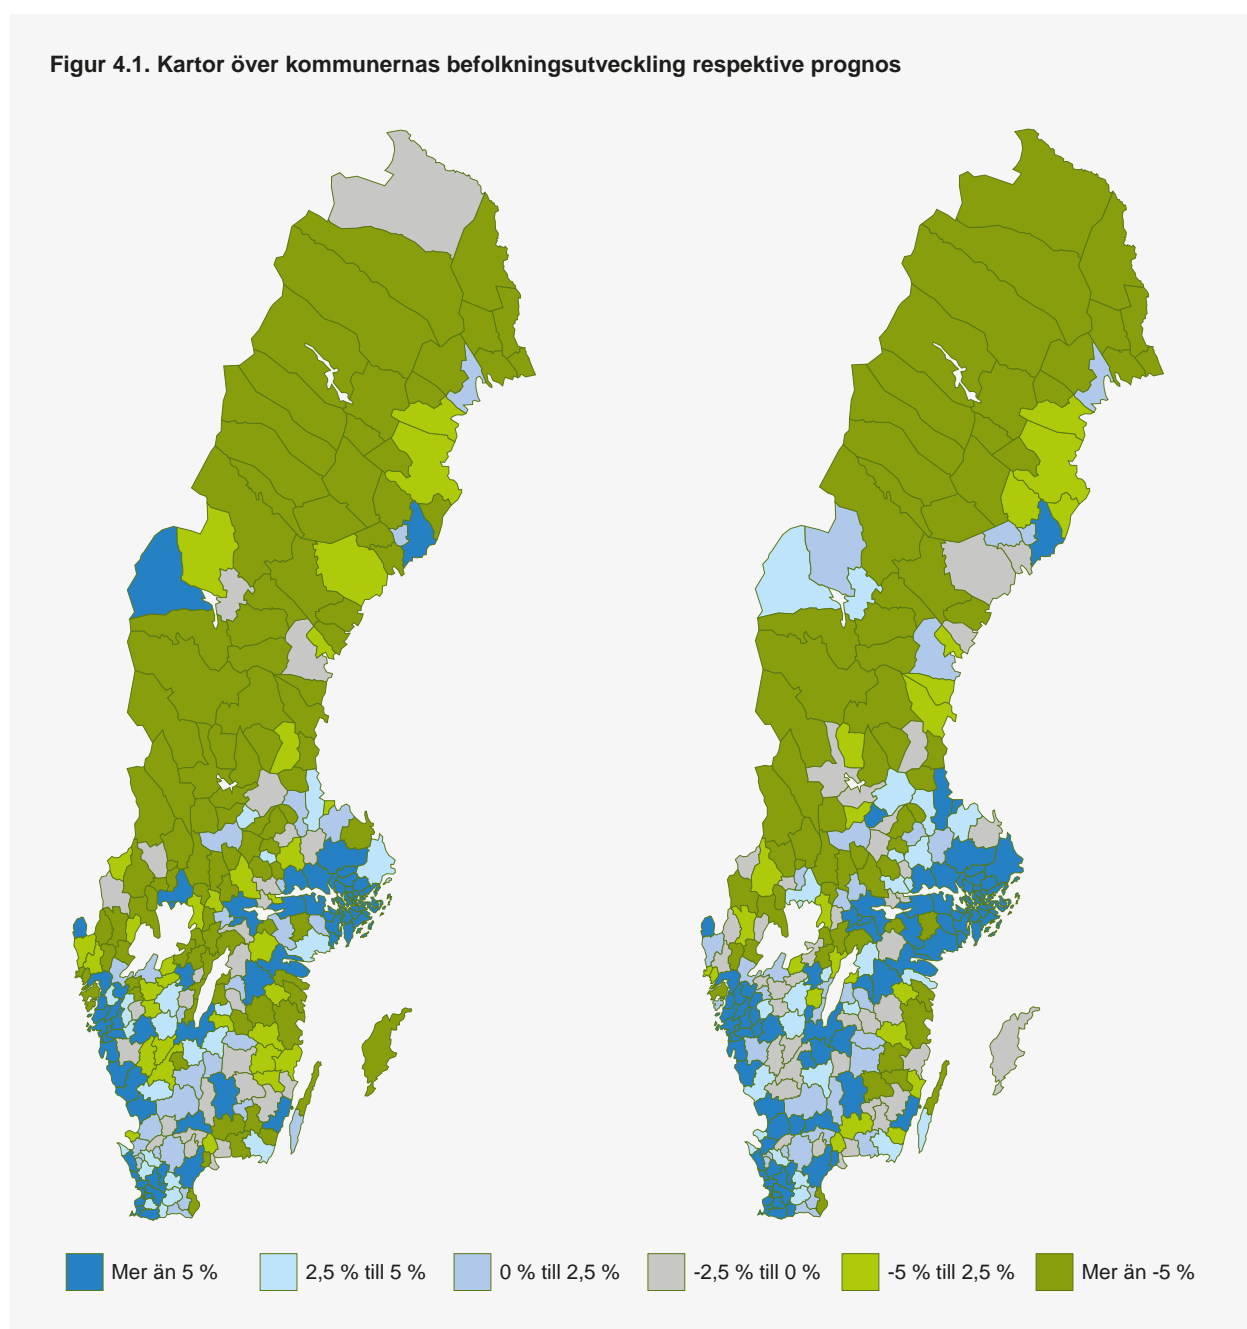 Figur 4.1. Kartor över kommunernas befolkningsutveckling respektive prognos
Mer än 5 %
2,5 % till 5 %
0 % till 2,5 %
-2,5 % till 0 %
-5 % till 2,5 %
Mer än -5 %